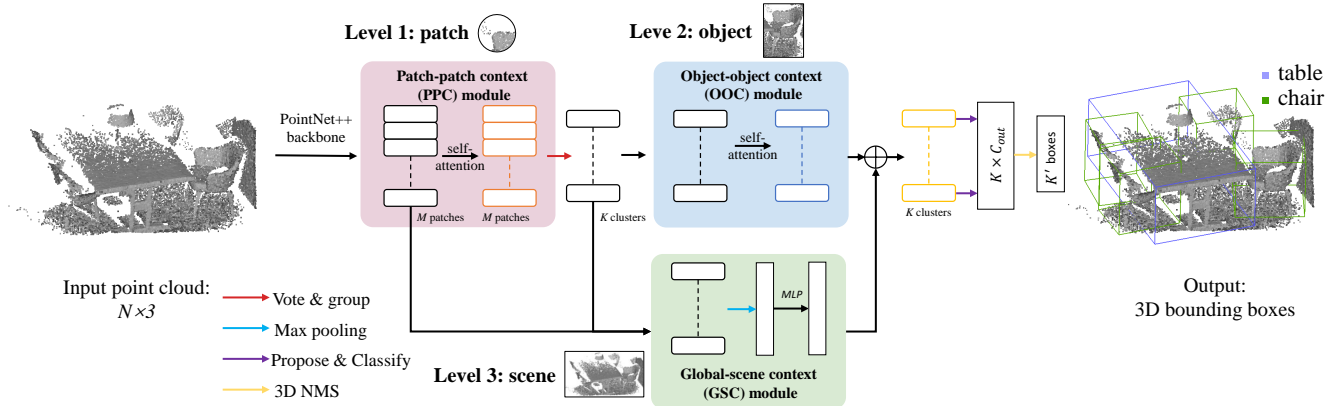 Level 1: patch
Leve 2: object
Patch-patch context
(PPC) module
Object-object context
(OOC) module
table
chair
PointNet++
backbone
self-
attention
self-
attention
M patches
M patches
K clusters
K clusters
K × Cout
K' boxes
Input point cloud:
N×3
Vote & group
Max pooling
Propose & Classify
3D NMS
MLP
Level 3: scene
Global-scene context
(GSC) module
Output:
3D bounding boxes